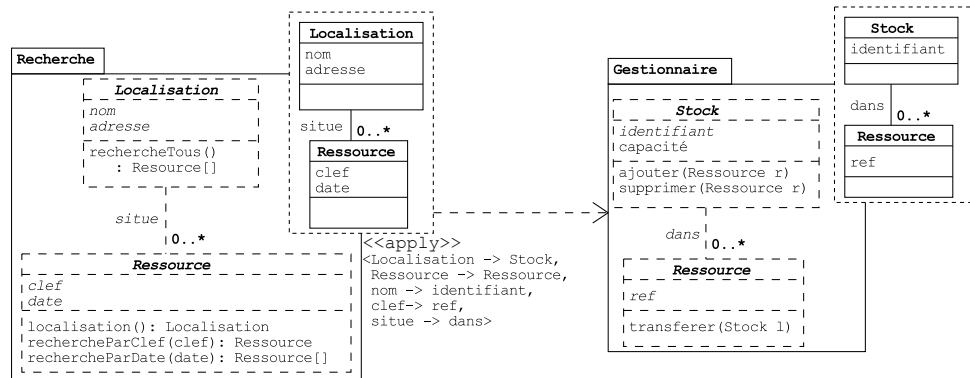 Recherche
Localisation
nom
adresse
rechercheTous()
: Resource[]
situe
0..*
Ressource
clef
date
localisation(): Localisation
rechercheParClef(clef): Ressource
rechercheParDate(date): Ressource[]
Localisation
nom
adresse
situe
0..*
Ressource
clef
date
<<apply>>
<Localisation -> Stock,
Ressource -> Ressource,
nom -> identifiant,
clef-> ref,
situe -> dans>
Gestionnaire
Stock
identifiant
capacité
ajouter(Ressource r)
supprimer(Ressource r)
dans
0..*
Ressource
ref
transferer(Stock l)
Stock
identifiant
dans
0..*
Ressource
ref